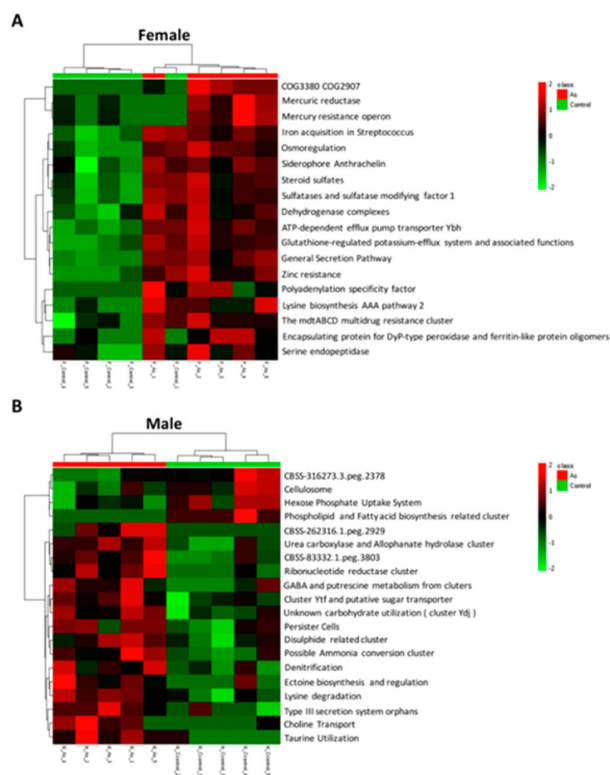 A
Female
COG3380 COG2907
Mercuric reductase
Mercury resistance operon
Iron acquisition in Streptococcus
Osmoregulation
Siderophore Anthrachelin
Steroid sulfates
Sulfatases and sulfatase modifying factor 1
Dehydrogenase complexes
ATP-dependent efflux pump transporter Ybh
Glutathione-regulated potassium-efflux system and associated functions
General Secretion Pathway
Zinc resistance
Polyadenylation specificity factor
Lysine biosynthesis AAA pathway 2
The mdtABCD multidrug resistance cluster
Encapsulating protein for DyP-type peroxidase and ferritin-like protein oligomers
Serine endopeptidase
2
1
0
-1
-2
class
As
Control
B
Male
CBSS-316273.3.peg.2378
Cellulosome
Hexose Phosphate Uptake System
Phospholipid and Fatty acid biosynthesis related cluster
CBSS-262316.1.peg.2929
Urea carboxylase and Allophanate hydrolase cluster
CBSS-83332.1.peg.3803
Ribonucleotide reductase cluster
GABA and putrescine metabolism from cluters
Cluster Ytf and putative sugar transporter
Unknown carbohydrate utilization ( cluster Ydj )
Persister Cells
Disulphide related cluster
Possible Ammonia conversion cluster
Denitrification
Ectoine biosynthesis and regulation
Lysine degradation
Type III secretion system orphans
Choline Transport
Taurine Utilization
2
1
0
-1
-2
class
As
Control